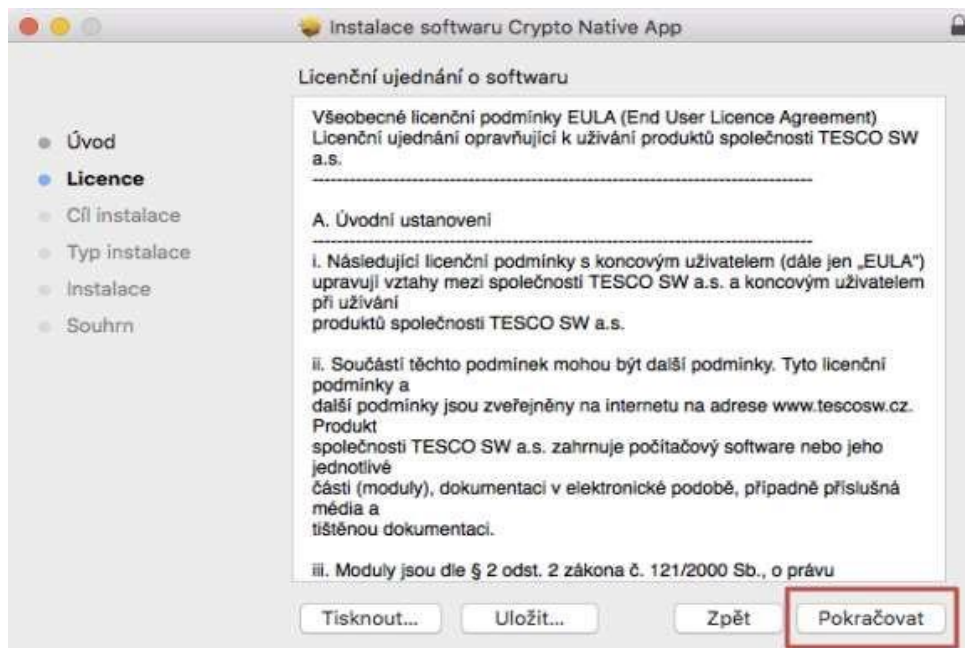 Instalace softwaru Crypto Native App
Licenční ujednání o softwaru
Úvod
Licence
Cíl instalace
Typ instalace
Instalace
Souhrn
Všeobecné licenční podmínky EULA (End User Licence Agreement)
Licenční ujednání opravňující k užívání produktů společnosti TESCO SW
a.s.
-----------------------------------------------------------------------------------
A. Úvodní ustanovení
-----------------------------------------------------------------------------------
i. Následující licenční podmínky s koncovým uživatelem (dále jen „EULA“)
upravují vztahy mezi společností TESCO SW a.s. a koncovým uživatelem
při užívání
produktů společnosti TESCO SW a.s.
ii. Součástí těchto podmínek mohou být další podmínky. Tyto licenční
podmínky a
další podmínky jsou zveřejněny na internetu na adrese www.tescosw.cz.
Produkt
společnosti TESCO SW a.s. zahrnuje počítačový software nebo jeho
jednotlivé
části (moduly), dokumentaci v elektronické podobě, případně příslušná
média a
tištěnou dokumentaci.
iii. Moduly jsou dle § 2 odst. 2 zákona č. 121/2000 Sb., o právu
Tisknout...
Uložit...
Zpět
Pokračovat